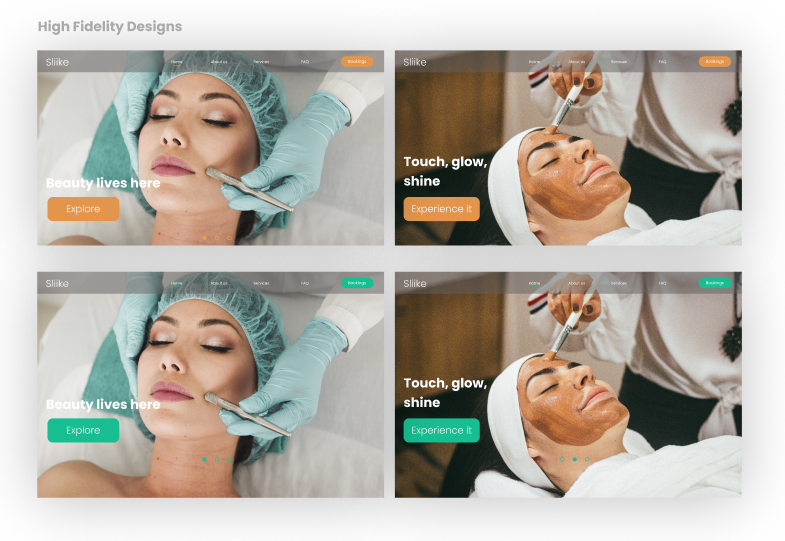 High Fidelity Designs
Sliike Home About us Services FAQ Bookings
Beauty lives here
Explore
Sliike Home About us Services FAQ Bookings
Touch, glow,
shine
Experience it
Sliike Home About us Services FAQ Bookings
Beauty lives here
Explore
Sliike Home About us Services FAQ Bookings
Touch, glow,
shine
Experience it